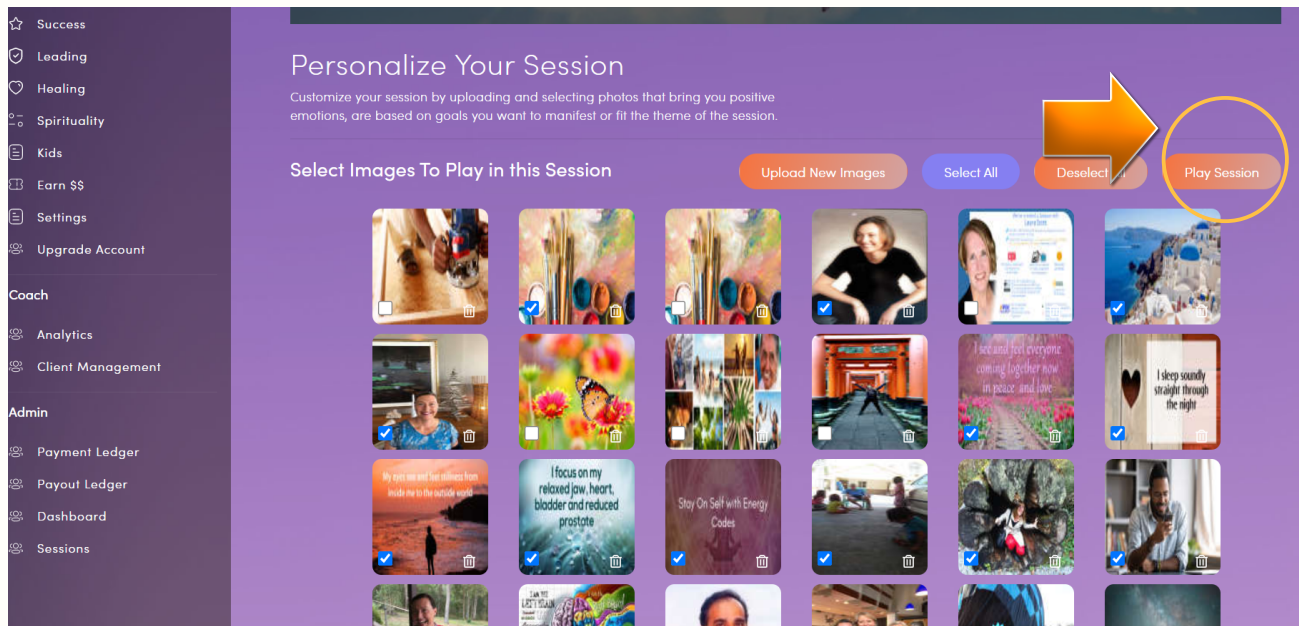 Success
Leading
Healing
Spirituality
Kids
Earn $$
Settings
Upgrade Account
Coach
Analytics
Client Management
Admin
Payment Ledger
Payout Ledger
Dashboard
Sessions
Personalize Your Session
Customize your session by uploading and selecting photos that bring you positive
emotions, are based on goals you want to manifest or fit the theme of the session.
Select Images To Play in this Session
Upload New Images
Select All
Deselect
Play Session
Laura Scott
I see and feel everyone
coming together now
in peace and love
I sleep soundly
straight through
the night
My eyes see and feel stillness from
inside me to the outside world
I focus on my
relaxed jaw, heart,
bladder and reduced
prostate
Stay On Self with Energy
Codes